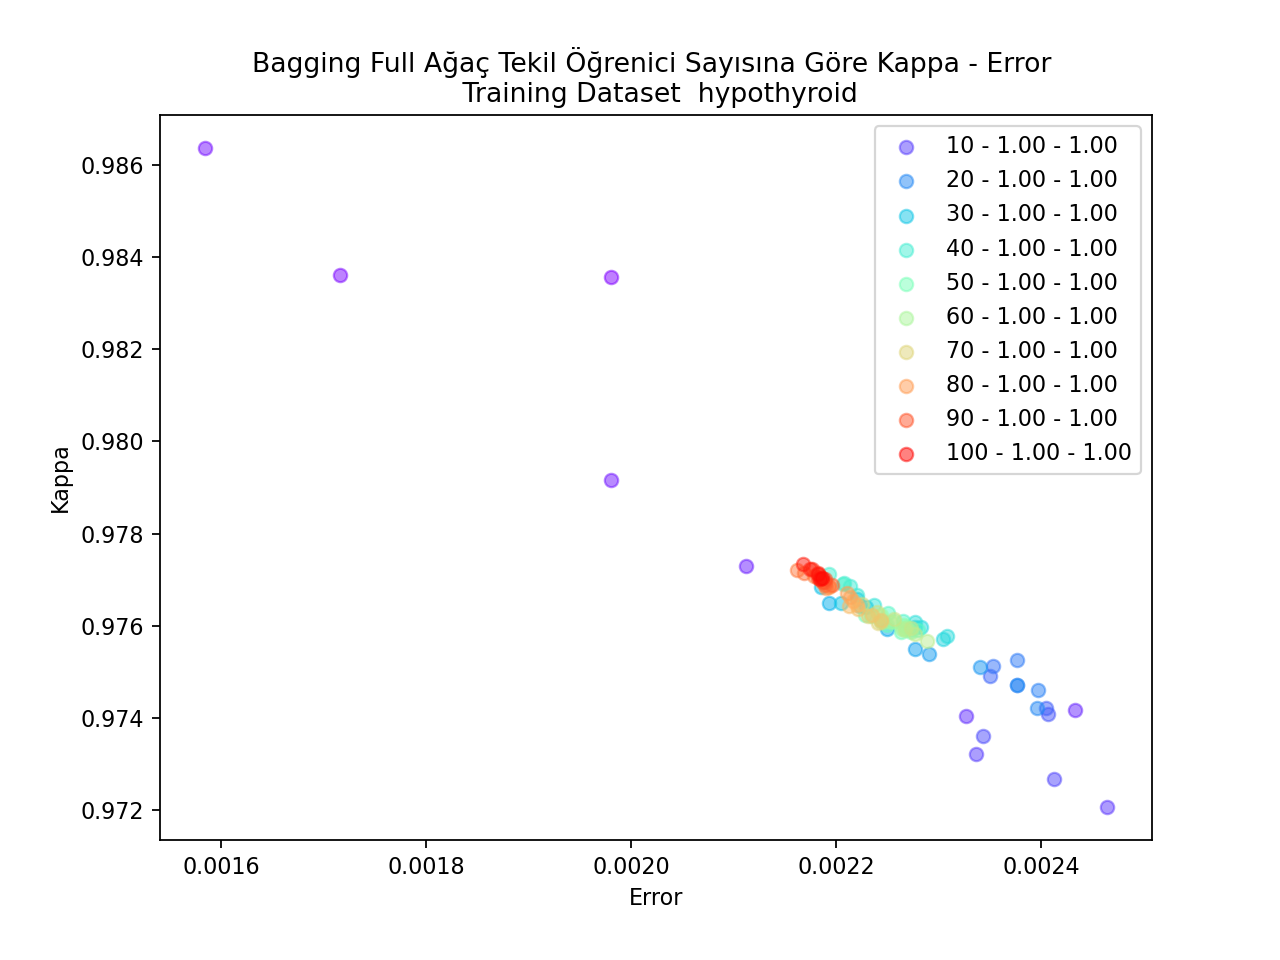 Bagging Full Ağaç Tekil Öğrenici Sayısına Göre Kappa - Error
Training Dataset  hypothyroid
10 - 1.00 - 1.00
20 - 1.00 - 1.00
30 - 1.00 - 1.00
40 - 1.00 - 1.00
50 - 1.00 - 1.00
60 - 1.00 - 1.00
70 - 1.00 - 1.00
80 - 1.00 - 1.00
90 - 1.00 - 1.00
100 - 1.00 - 1.00
Kappa
0.986
0.984
0.982
0.980
0.978
0.976
0.974
0.972
0.0016
0.0018
0.0020
0.0022
0.0024
Error